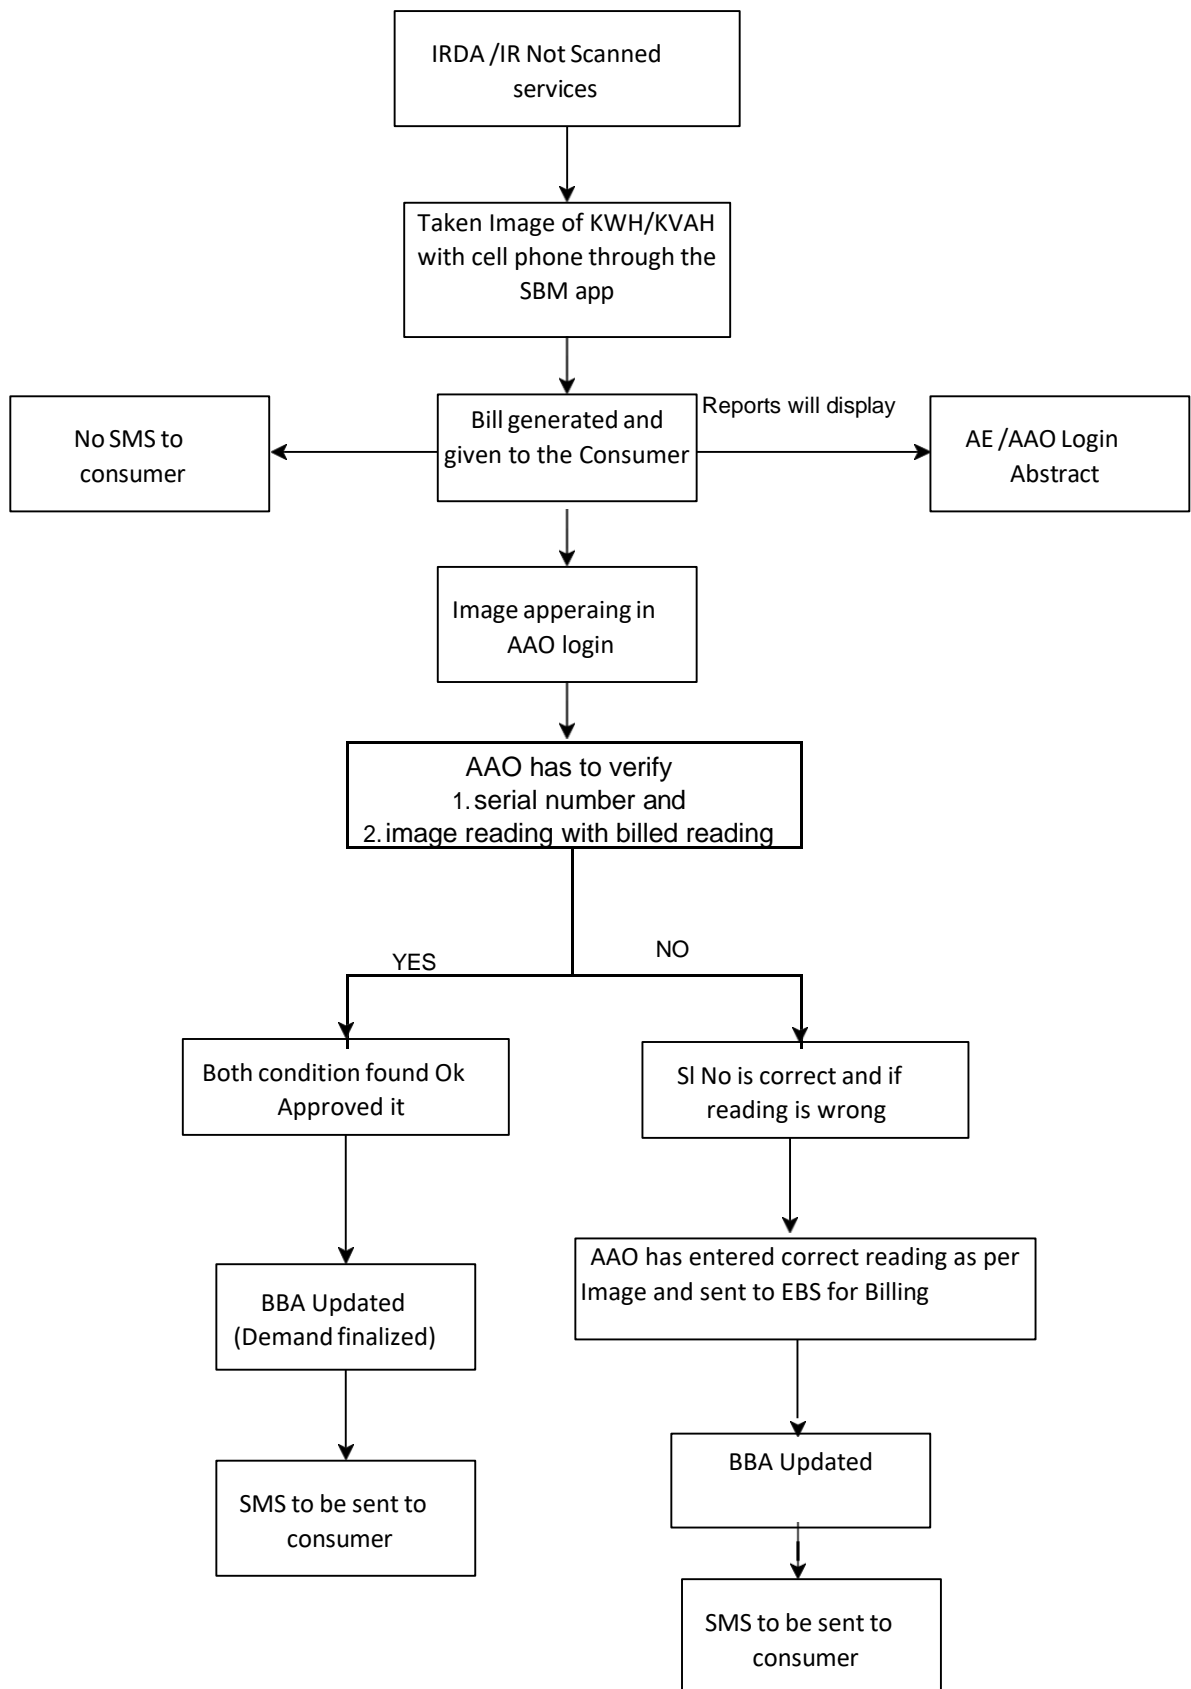 IRDA /IR Not Scanned
services
Taken Image of KWH/KVAH
with cell phone through the
SBM app
No SMS to
consumer
Bill generated and
given to the Consumer
Reports will display
AE /AAO Login
Abstract
Image apperaing in
AAO login
AAO has to verify
1. serial number and
2. image reading with billed reading
YES
NO
Both condition found Ok
Approved it
Sl No is correct and if
reading is wrong
BBA Updated
(Demand finalized)
AAO has entered correct reading as per
Image and sent to EBS for Billing
SMS to be sent to
consumer
BBA Updated
SMS to be sent to
consumer